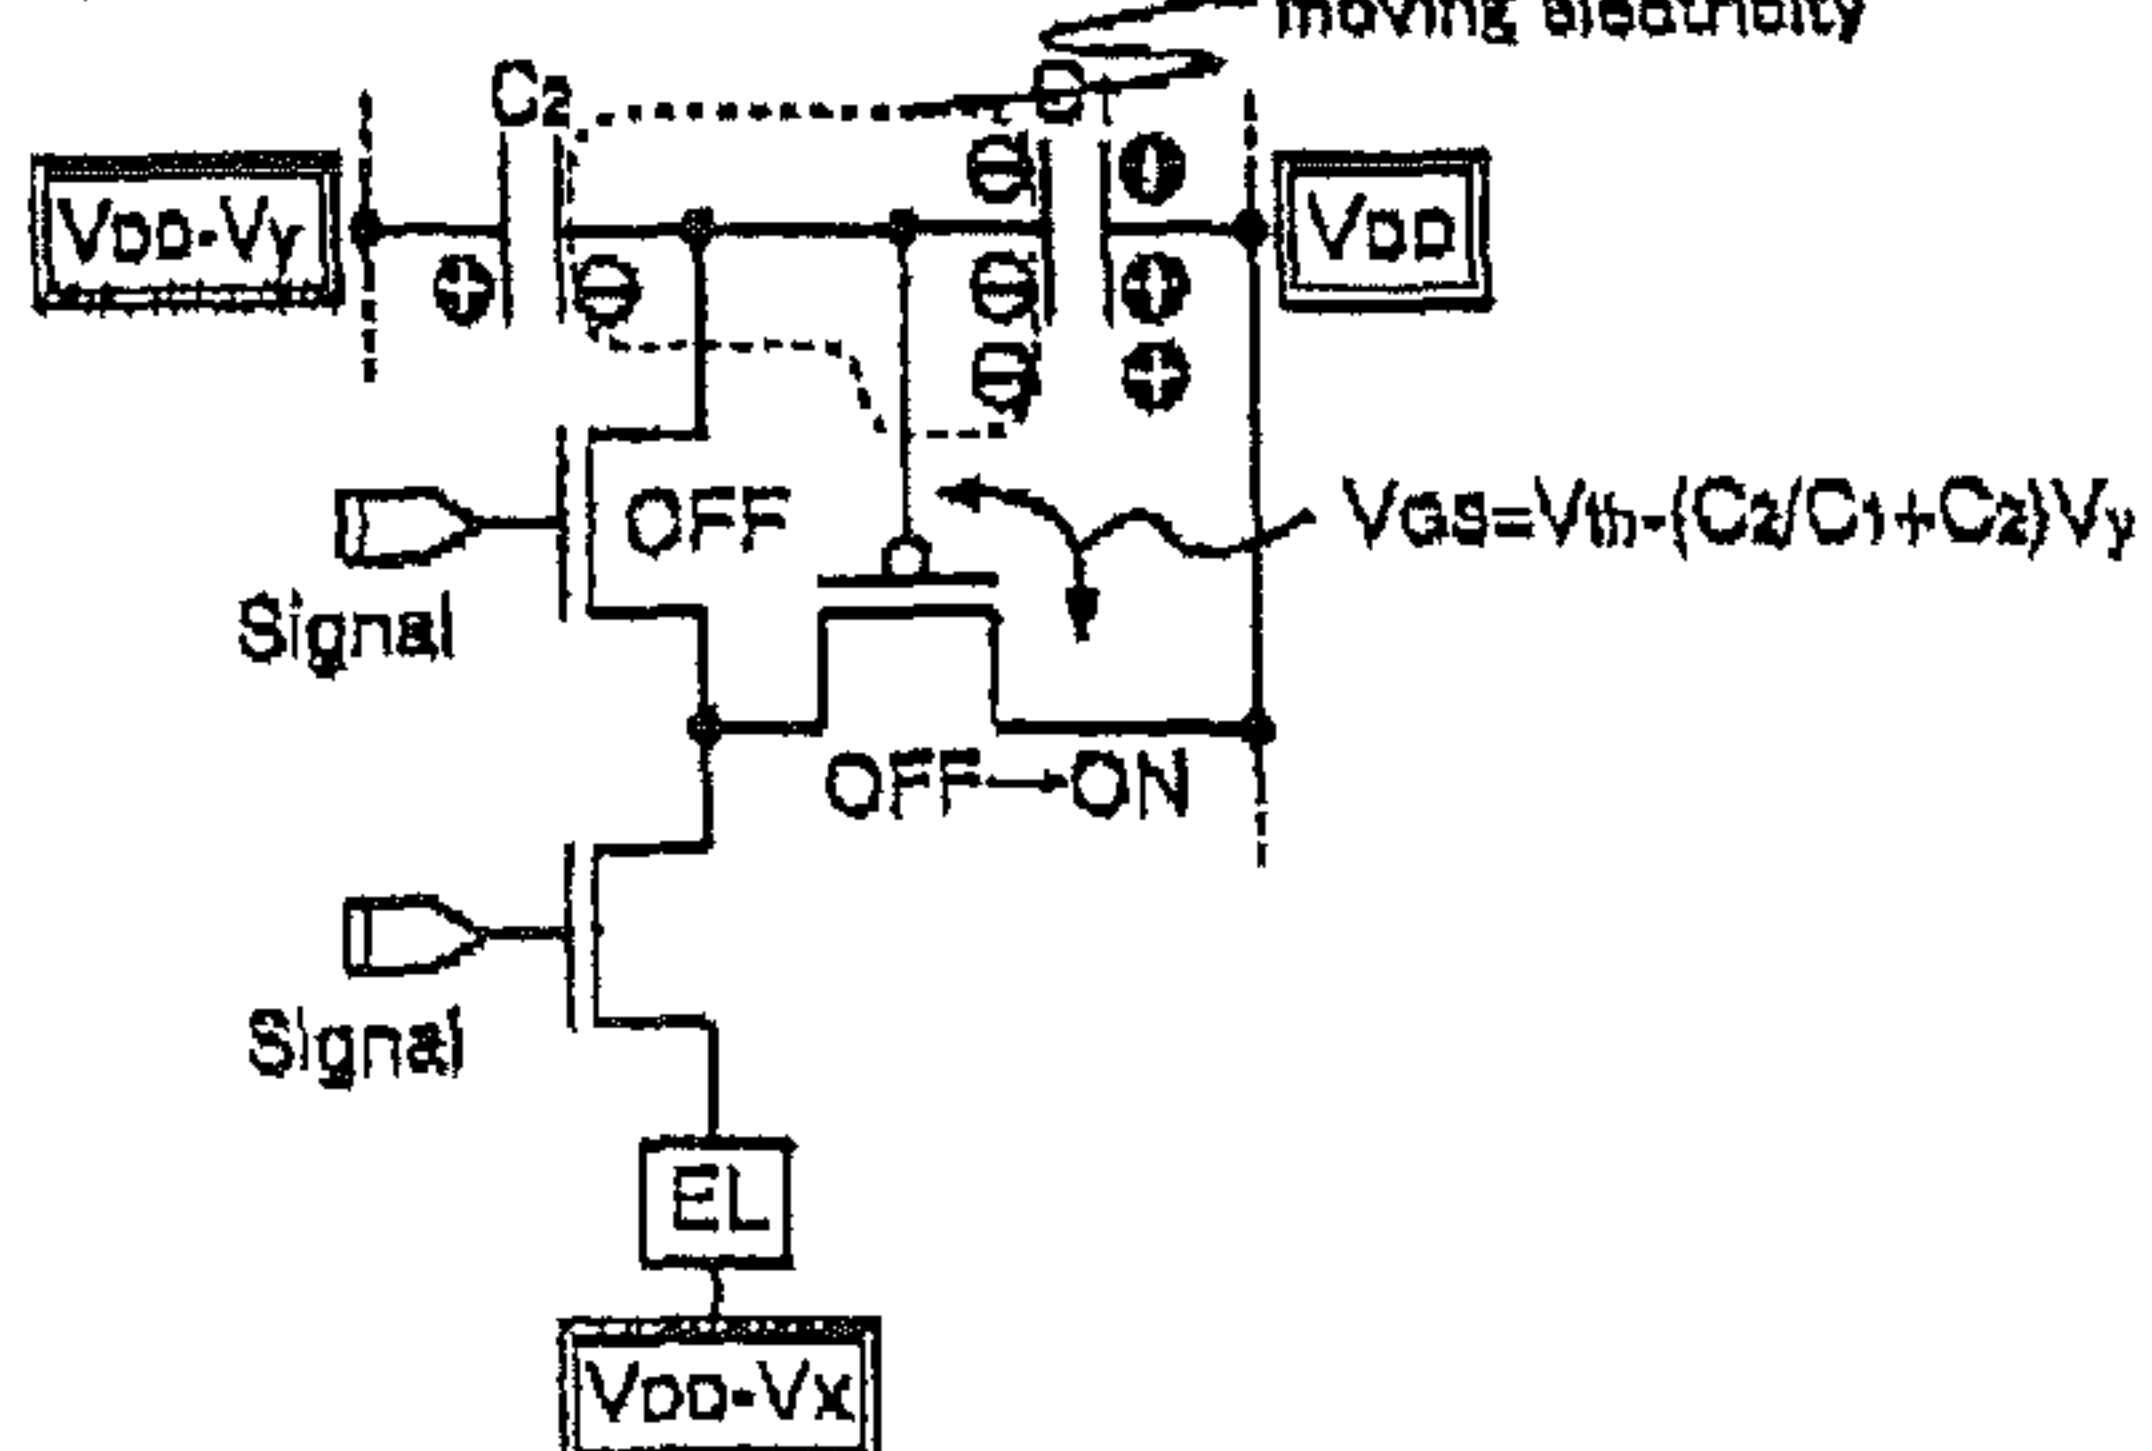 moving electricity
C2
VDD-Vy
VDD
OFF
VGS=Vth-(C2/C1+C2)Vy
Signal
OFF→ON
Signal
EL
VDD-Vx